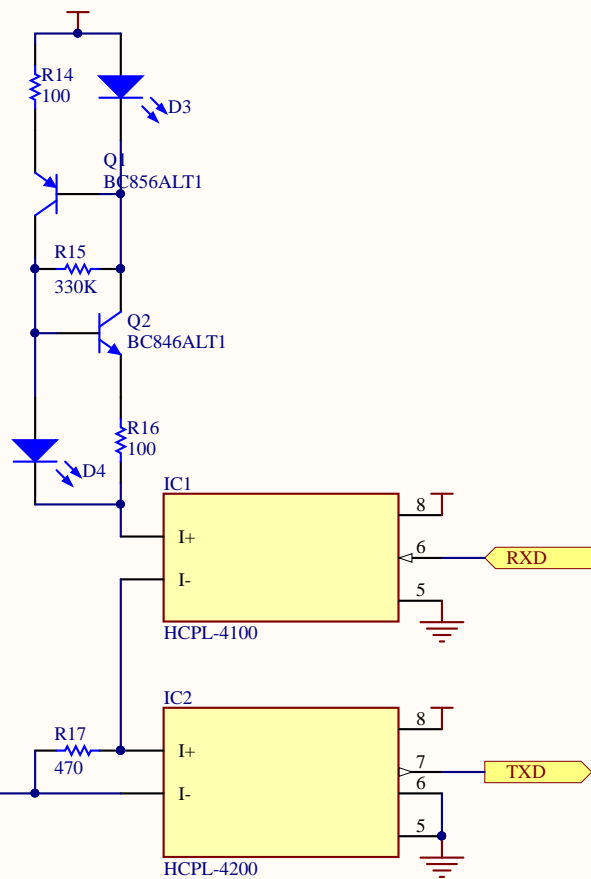 R14
100
D3
Q1
BC856ALT1
R15
330K
Q2
BC846ALT1
R16
100
D4
IC1
8
I+
6
RXD
I-
5
HCPL-4100
IC2
8
R17
470
I+
7
TXD
I-
6
5
HCPL-4200